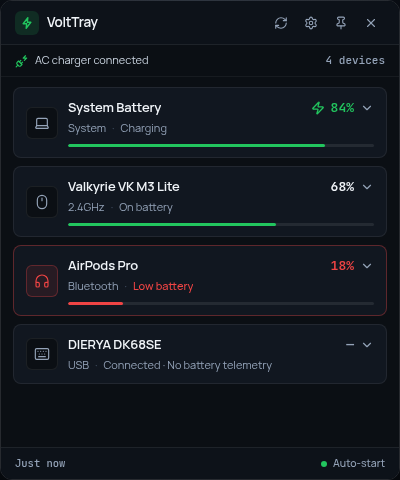 VoltTray
AC charger connected 4 devices
System Battery 84%
System · Charging
Valkyrie VK M3 Lite 68%
2.4GHz · On battery
AirPods Pro 18%
Bluetooth · Low battery
DIERYA DK68SE —
USB · Connected · No battery telemetry
Just now Auto-start